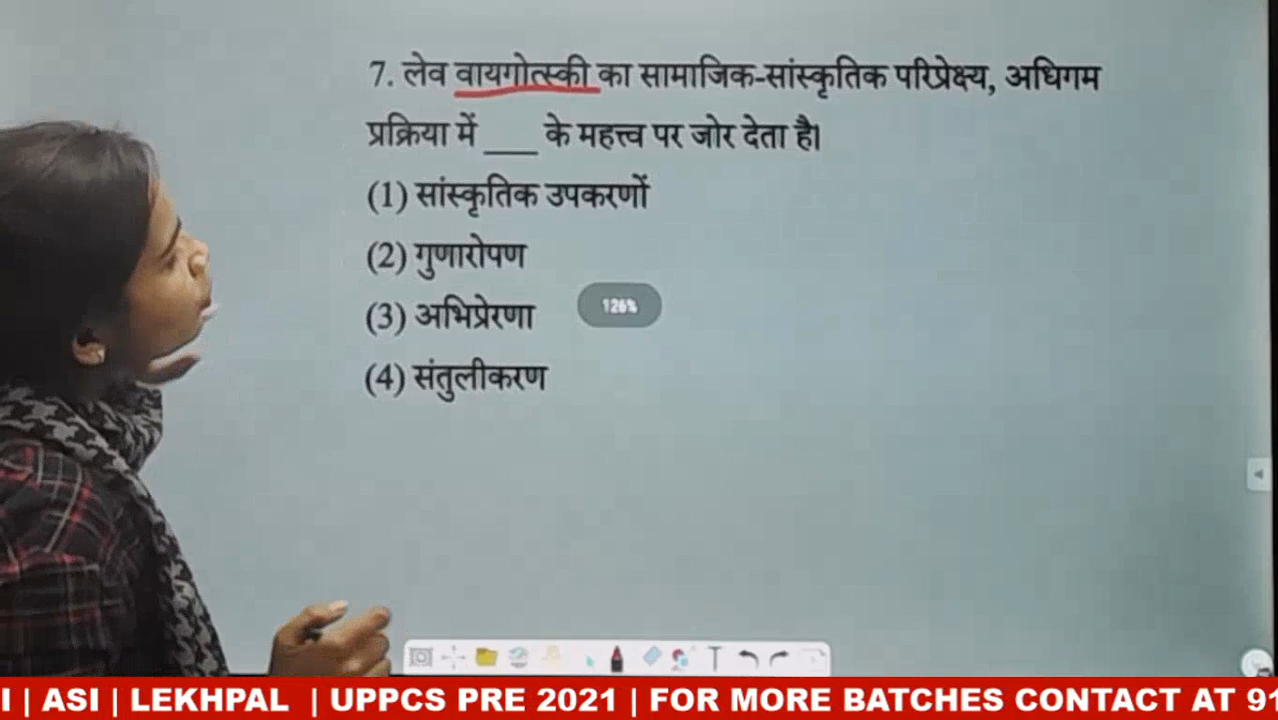 7. लेव वायगोत्स्की का सामाजिक-सांस्कृतिक परिप्रेक्ष्य, अधिगम
प्रक्रिया में ___ के महत्त्व पर जोर देता है।
(1) सांस्कृतिक उपकरणों
(2) गुणारोपण
(3) अभिप्रेरणा
126%
(4) संतुलीकरण
I | ASI | LEKHPAL | UPPCS PRE 2021 | FOR MORE BATCHES CONTACT AT 91